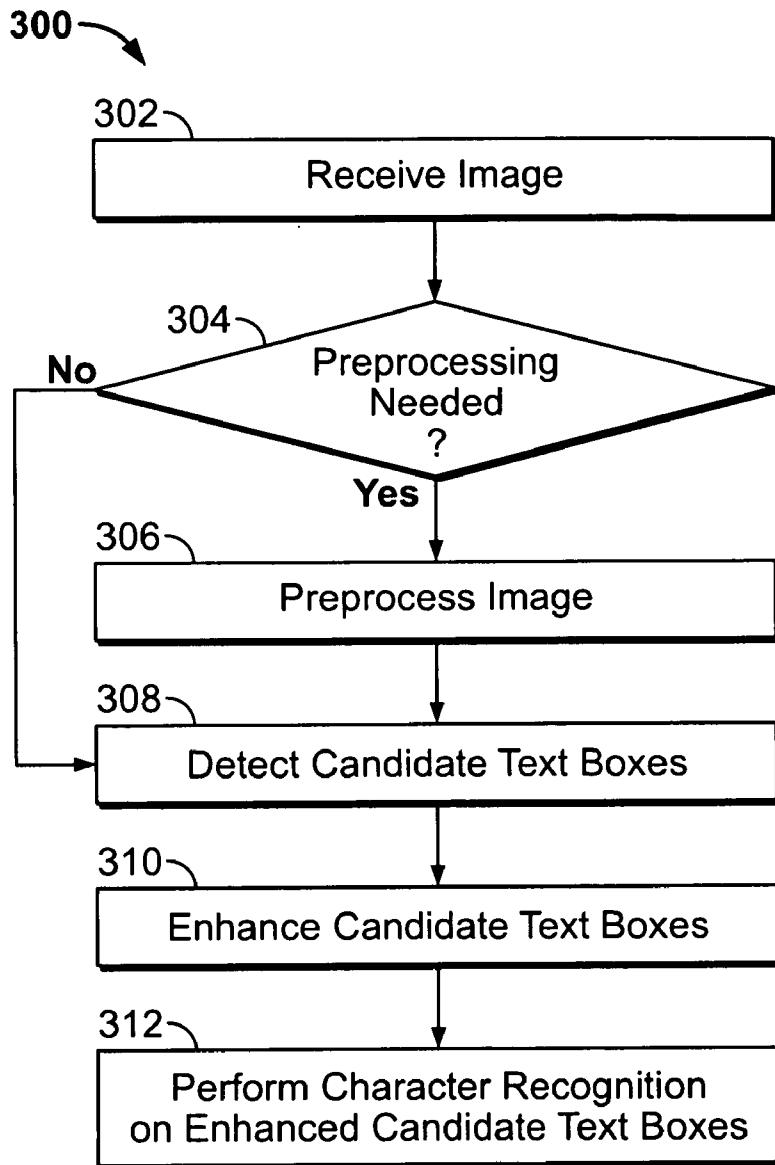 300
302
Receive Image
304
No
Preprocessing
Needed
?
Yes
306
Preprocess Image
308
Detect Candidate Text Boxes
310
Enhance Candidate Text Boxes
312
Perform Character Recognition
on Enhanced Candidate Text Boxes